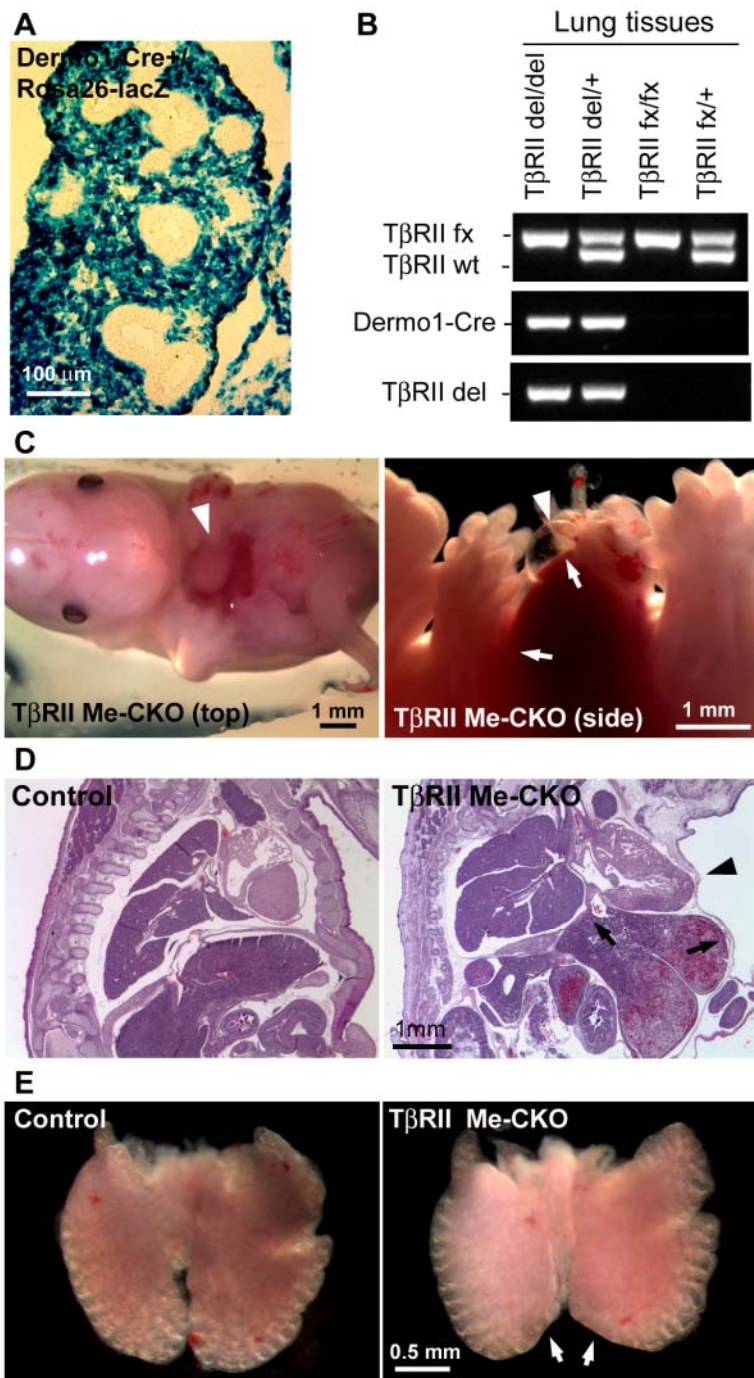 A
Dermo1-Cre+/
Rosa26-lacZ
100 μm
B
Lung tissues
TβRII del/del
TβRII del/+
TβRII fx/fx
TβRII fx/+
TβRII fx -
TβRII wt -
Dermo1-Cre -
TβRII del -
C
TβRII Me-CKO (top)
1 mm
TβRII Me-CKO (side)
1 mm
D
Control
TβRII Me-CKO
1mm
E
Control
TβRII Me-CKO
0.5 mm